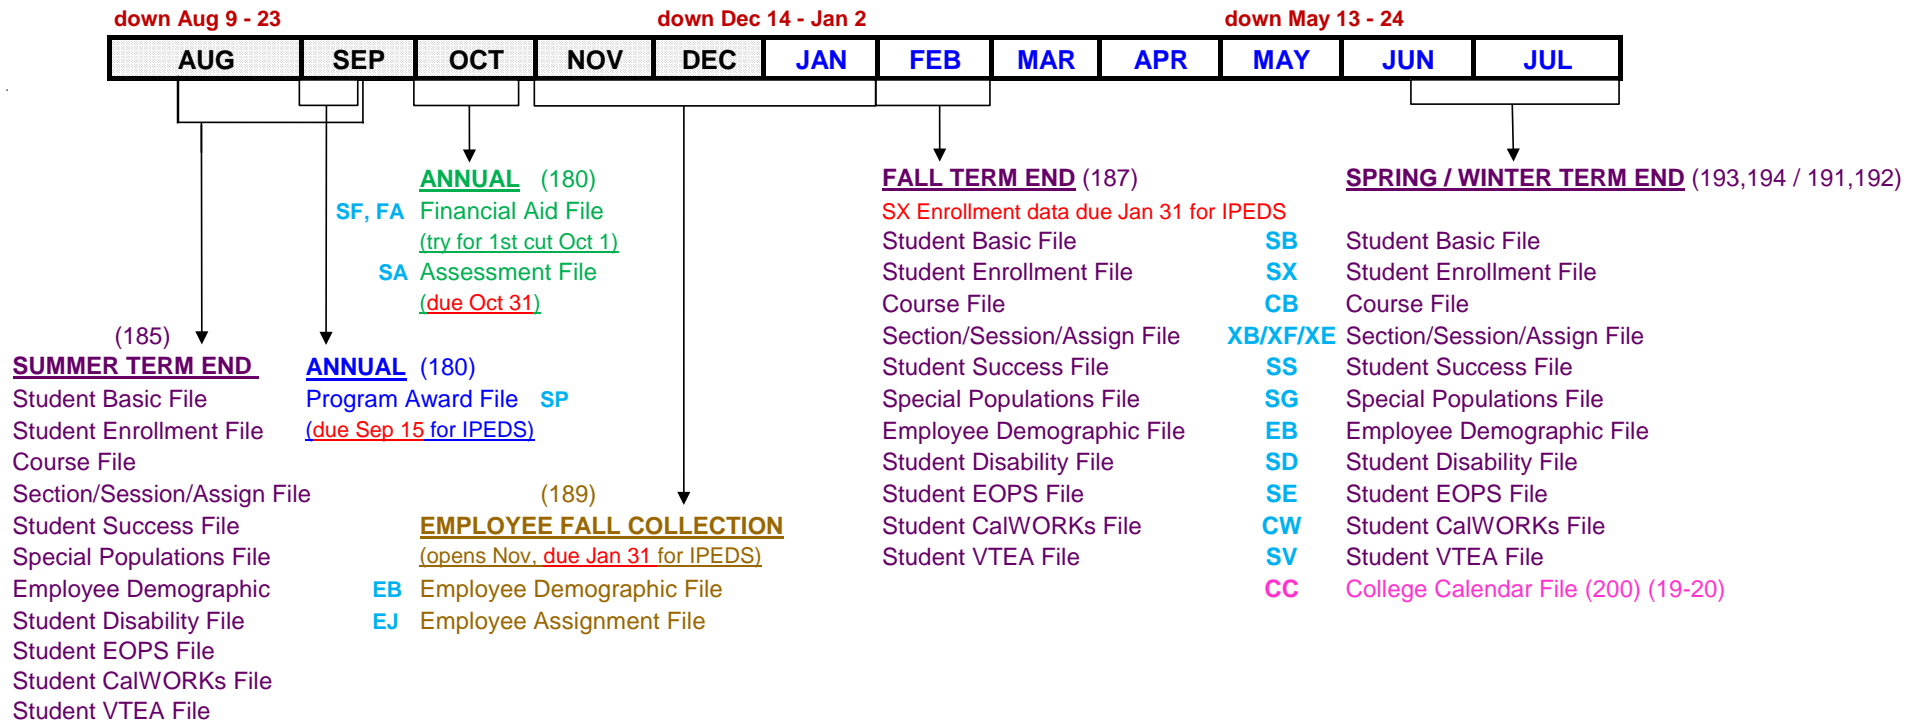 down Aug 9 - 23 down Dec 14 - Jan 2 down May 13 - 24
AUG SEP OCT NOV DEC JAN FEB MAR APR MAY JUN JUL
ANNUAL (180)
SF, FA Financial Aid File
(try for 1st cut Oct 1)
SA Assessment File
(due Oct 31)
(185)
SUMMER TERM END
Student Basic File
Student Enrollment File
Course File
Section/Session/Assign File
Student Success File
Special Populations File
Employee Demographic
Student Disability File
Student EOPS File
Student CalWORKs File
Student VTEA File
ANNUAL (180)
Program Award File SP
(due Sep 15 for IPEDS)
(189)
EMPLOYEE FALL COLLECTION
(opens Nov, due Jan 31 for IPEDS)
EB Employee Demographic File
EJ Employee Assignment File
FALL TERM END (187) SPRING / WINTER TERM END (193,194 / 191,192)
SX Enrollment data due Jan 31 for IPEDS
Student Basic File SB Student Basic File
Student Enrollment File SX Student Enrollment File
Course File CB Course File
Section/Session/Assign File XB/XF/XE Section/Session/Assign File
Student Success File SS Student Success File
Special Populations File SG Special Populations File
Employee Demographic File EB Employee Demographic File
Student Disability File SD Student Disability File
Student EOPS File SE Student EOPS File
Student CalWORKs File CW Student CalWORKs File
Student VTEA File SV Student VTEA File
CC College Calendar File (200) (19-20)